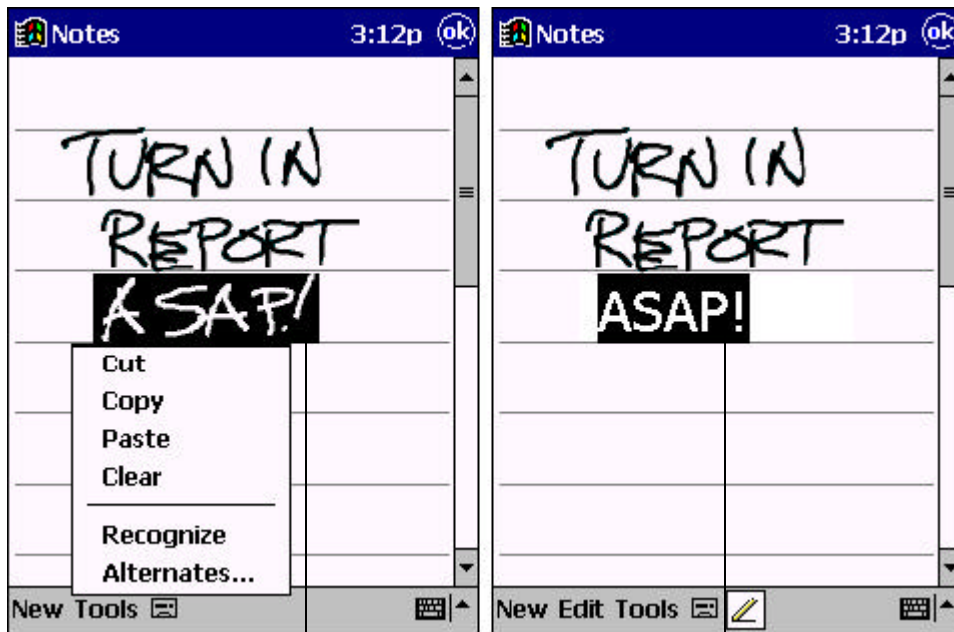 Notes 3:12p ok
TURN IN
REPORT
ASAP!
Cut
Copy
Paste
Clear
Recognize
Alternates...
New Tools
Notes 3:12p ok
TURN IN
REPORT
ASAP!
New Edit Tools